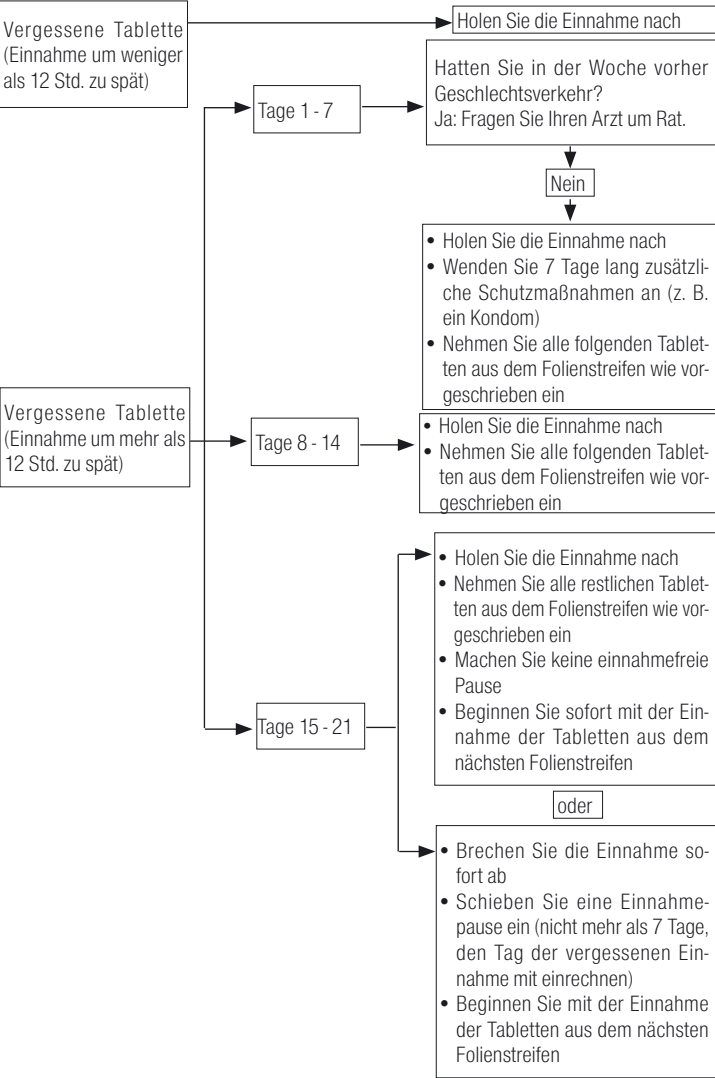 Vergessene Tablette
(Einnahme um weniger
als 12 Std. zu spät)
Holen Sie die Einnahme nach
Vergessene Tablette
(Einnahme um mehr als
12 Std. zu spät)
Tage 1 - 7
Hatten Sie in der Woche vorher
Geschlechtsverkehr?
Ja: Fragen Sie Ihren Arzt um Rat.
Nein
• Holen Sie die Einnahme nach
• Wenden Sie 7 Tage lang zusätzli-
che Schutzmaßnahmen an (z. B.
ein Kondom)
• Nehmen Sie alle folgenden Tablet-
ten aus dem Folienstreifen wie vor-
geschrieben ein
Tage 8 - 14
• Holen Sie die Einnahme nach
• Nehmen Sie alle folgenden Tablet-
ten aus dem Folienstreifen wie vor-
geschrieben ein
Tage 15 - 21
• Holen Sie die Einnahme nach
• Nehmen Sie alle restlichen Tablet-
ten aus dem Folienstreifen wie vor-
geschrieben ein
• Machen Sie keine einnahmefreie
Pause
• Beginnen Sie sofort mit der Ein-
nahme der Tabletten aus dem
nächsten Folienstreifen
oder
• Brechen Sie die Einnahme so-
fort ab
• Schieben Sie eine Einnahme-
pause ein (nicht mehr als 7 Tage,
den Tag der vergessenen Ein-
nahme mit einrechnen)
• Beginnen Sie mit der Einnahme
der Tabletten aus dem nächsten
Folienstreifen